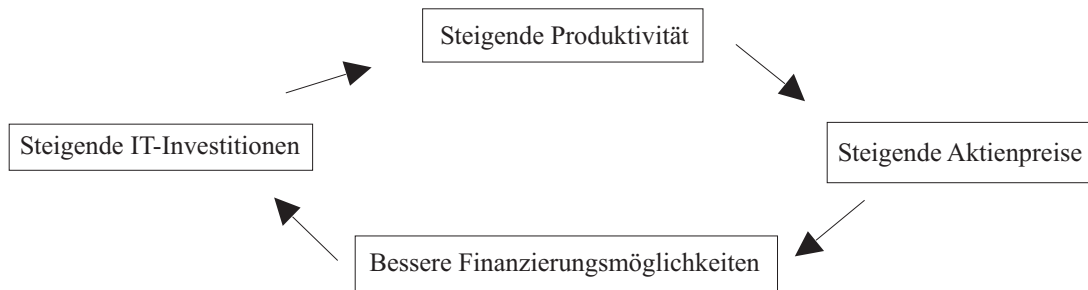 Steigende Produktivität
Steigende IT-Investitionen
Steigende Aktienpreise
Bessere Finanzierungsmöglichkeiten